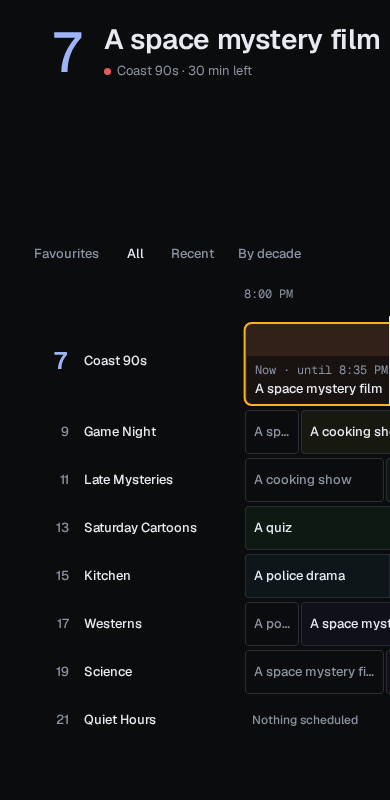 7
A space mystery film
Coast 90s · 30 min left
Favourites All Recent By decade
8:00 PM
7 Coast 90s
Now · until 8:35 PM
A space mystery film
9 Game Night A sp… A cooking
11 Late Mysteries A cooking show
13 Saturday Cartoons A quiz
15 Kitchen A police drama
17 Westerns A po… A space
19 Science A space mystery fi…
21 Quiet Hours Nothing scheduled